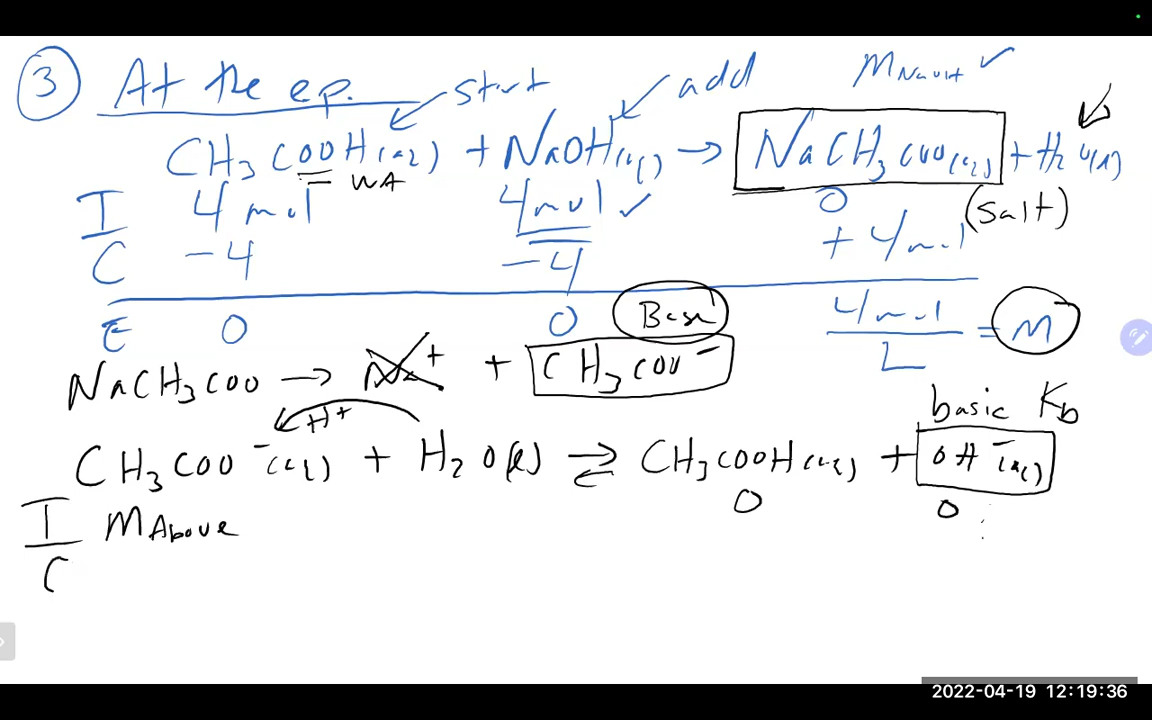 3 At the e.p. start add M NaOH ✓
CH3COOH(aq) + NaOH(aq) → NaCH3COO(aq) + H2O(l)
WA (salt)
I 4 mol 4 mol ✓ 0
C -4 -4 + 4 mol
E 0 0 4 mol / L = M
Base
NaCH3COO → Na+ + CH3COO-
H+ basic Kb
CH3COO-(aq) + H2O(l) ⇌ CH3COOH(aq) + OH-(aq)
I M Above 0 0
C
2022-04-19 12:19:36